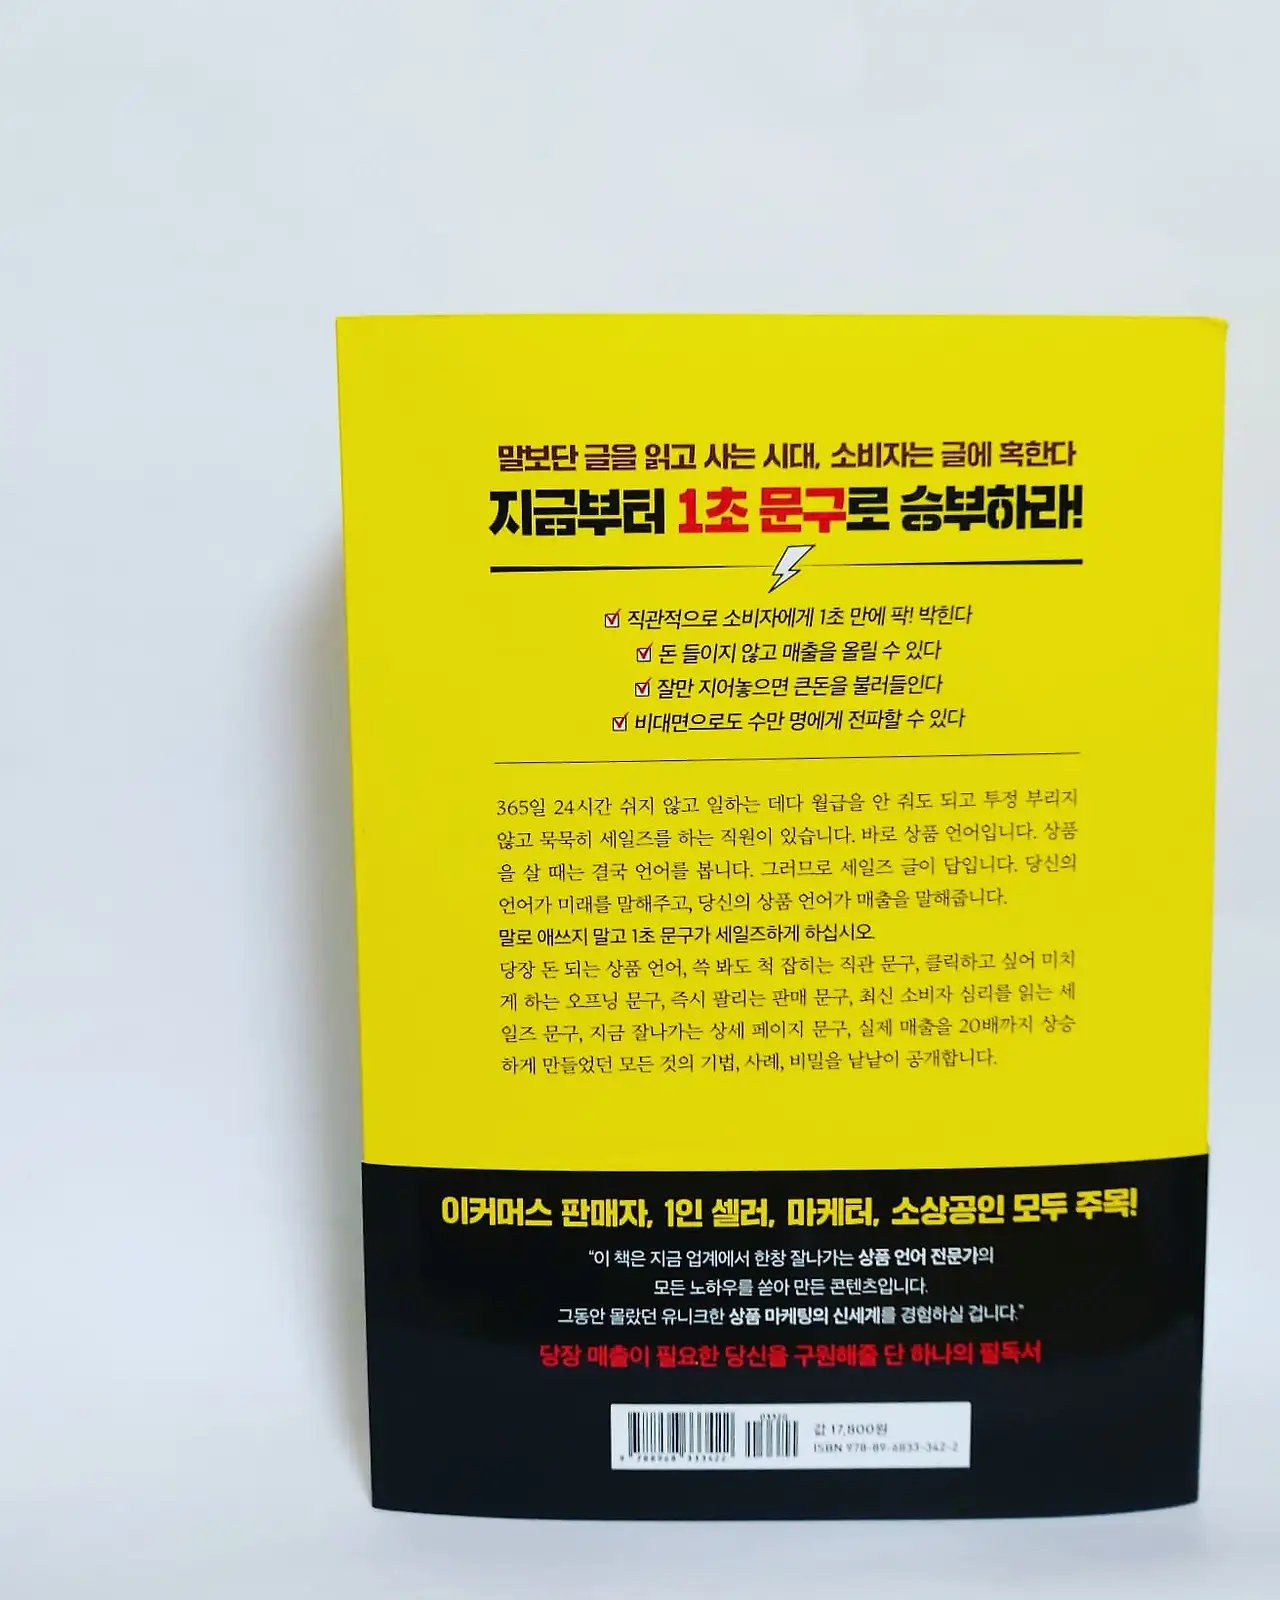 말보단 글을 읽고 사는 시대, 소비자는 글에 혹한다
지금부터 1초 문구로 승부하라!
직관적으로 소비자에게 1초 만에 팍! 박힌다
돈 들이지 않고 매출을 올릴 수 있다
잘만 지어놓으면 큰돈을 불러들인다
비대면으로도 수만 명에게 전파할 수 있다
365일 24시간 쉬지 않고 일하는 데다 월급을 안 줘도 되고 투정 부리지
않고 묵묵히 세일즈를 하는 직원이 있습니다. 바로 상품 언어입니다. 상품
을 살 때는 결국 언어를 봅니다. 그러므로 세일즈 글이 답입니다. 당신의
언어가 미래를 말해주고, 당신의 상품 언어가 매출을 말해줍니다.
말로 애쓰지 말고 1초 문구가 세일즈하게 하십시오.
당장 돈 되는 상품 언어, 쓱 봐도 척 잡히는 직관 문구, 클릭하고 싶어 미치
게 하는 오프닝 문구, 즉시 팔리는 판매 문구, 최신 소비자 심리를 읽는 세
일즈 문구, 지금 잘나가는 상세 페이지 문구, 실제 매출을 20배까지 상승
하게 만들었던 모든 것의 기법, 사례, 비밀을 낱낱이 공개합니다.
이커머스 판매자, 1인 셀러, 마케터, 소상공인 모두 주목!
“이 책은 지금 업계에서 한창 잘나가는 상품 언어 전문가의
모든 노하우를 쏟아 만든 콘텐츠입니다.
그동안 몰랐던 유니크한 상품 마케팅의 신세계를 경험하실 겁니다.”
당장 매출이 필요한 당신을 구원해줄 단 하나의 필독서
03320
값 17,800원
ISBN 978-89-6833-342-2
9 788968 333422